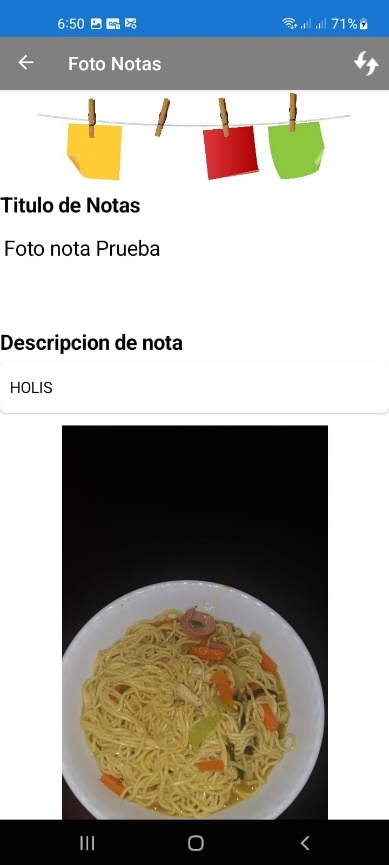 6:50
71%
Foto Notas
Titulo de Notas
Foto nota Prueba
Descripcion de nota
HOLIS